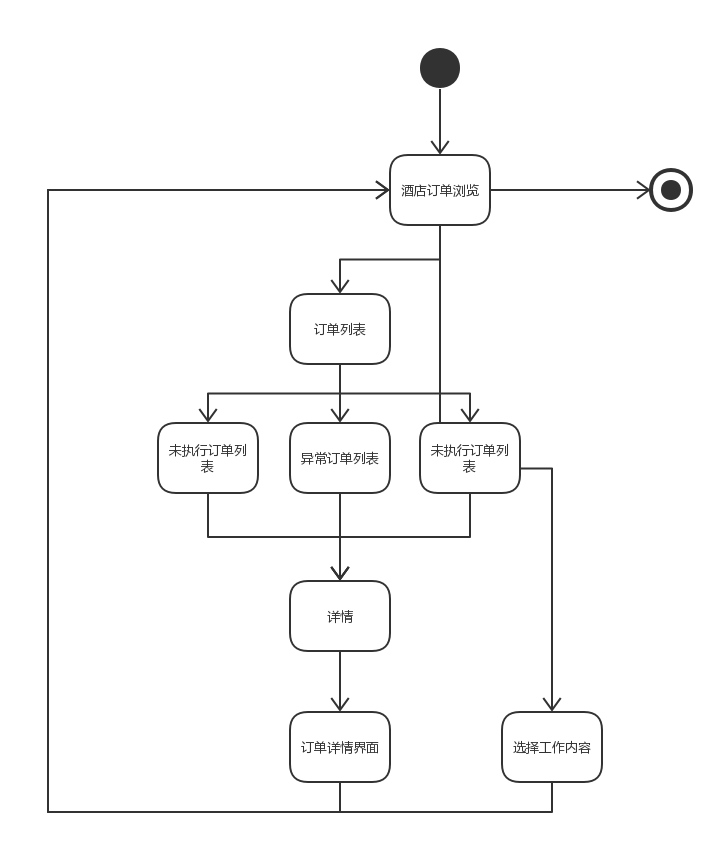 酒店订单浏览
订单列表
未执行订单列
表
异常订单列表
未执行订单列
表
详情
订单详情界面
选择工作内容